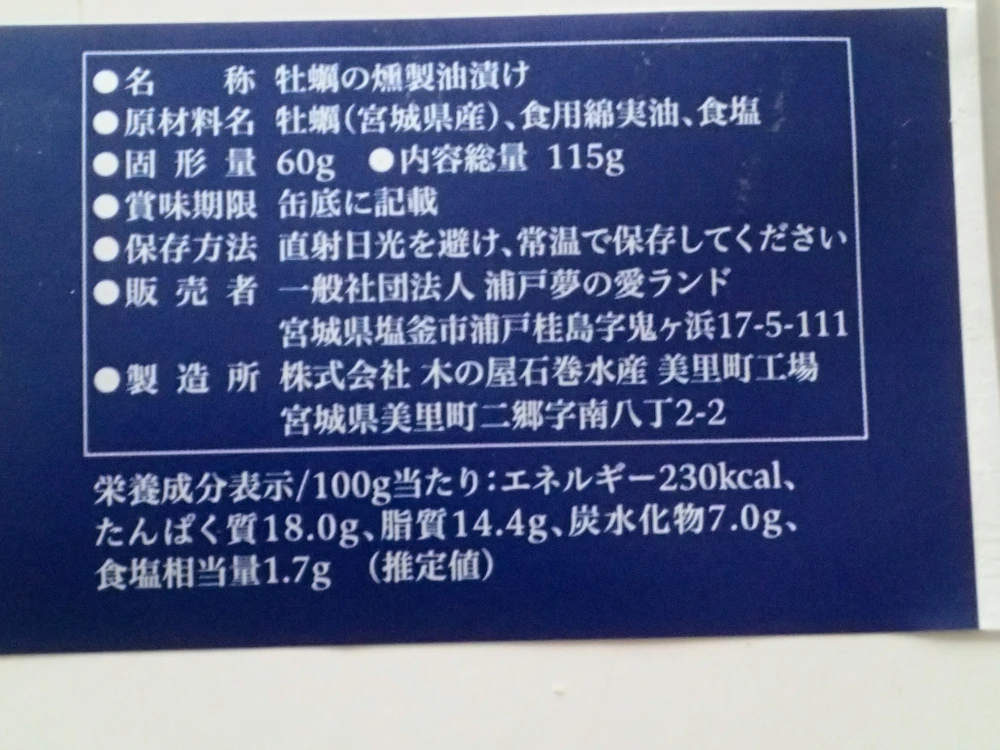 ●名称 牡蠣の燻製油漬け
●原材料名 牡蠣(宮城県産)、食用綿実油、食塩
●固形量 60g ●内容総量 115g
●賞味期限 缶底に記載
●保存方法 直射日光を避け、常温で保存してください
●販売者 一般社団法人 浦戸夢の愛ランド
宮城県塩釜市浦戸桂島字鬼ヶ浜17-5-111
●製造所 株式会社 木の屋石巻水産 美里町工場
宮城県美里町二郷字南八丁2-2
栄養成分表示/100g当たり:エネルギー230kcal、
たんぱく質18.0g、脂質14.4g、炭水化物7.0g、
食塩相当量1.7g (推定値)